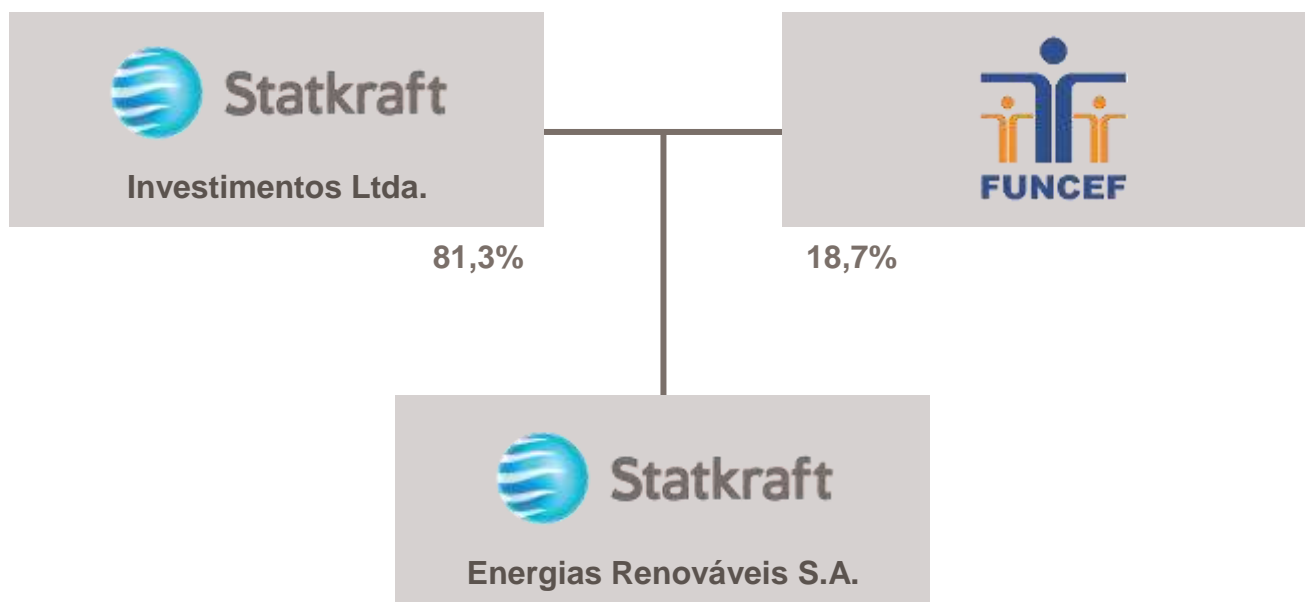 Statkraft
Investimentos Ltda.
FUNCEF
81,3%
18,7%
Statkraft
Energias Renováveis S.A.